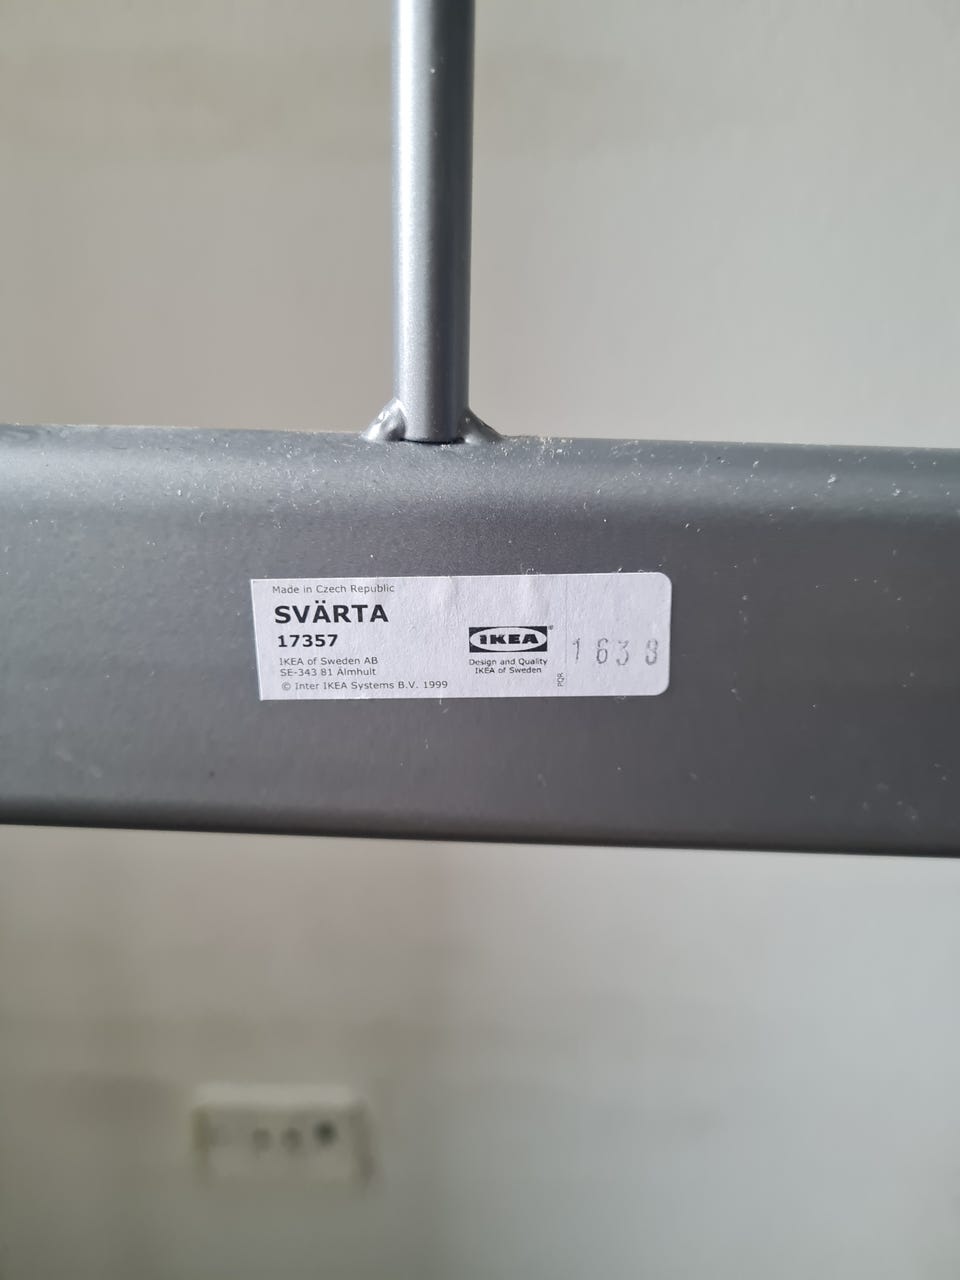 Made in Czech Republic
SVÄRTA
17357
IKEA of Sweden AB
SE-343 81 Älmhult
© Inter IKEA Systems B.V. 1999
IKEA®
Design and Quality
IKEA of Sweden
PQR
1638